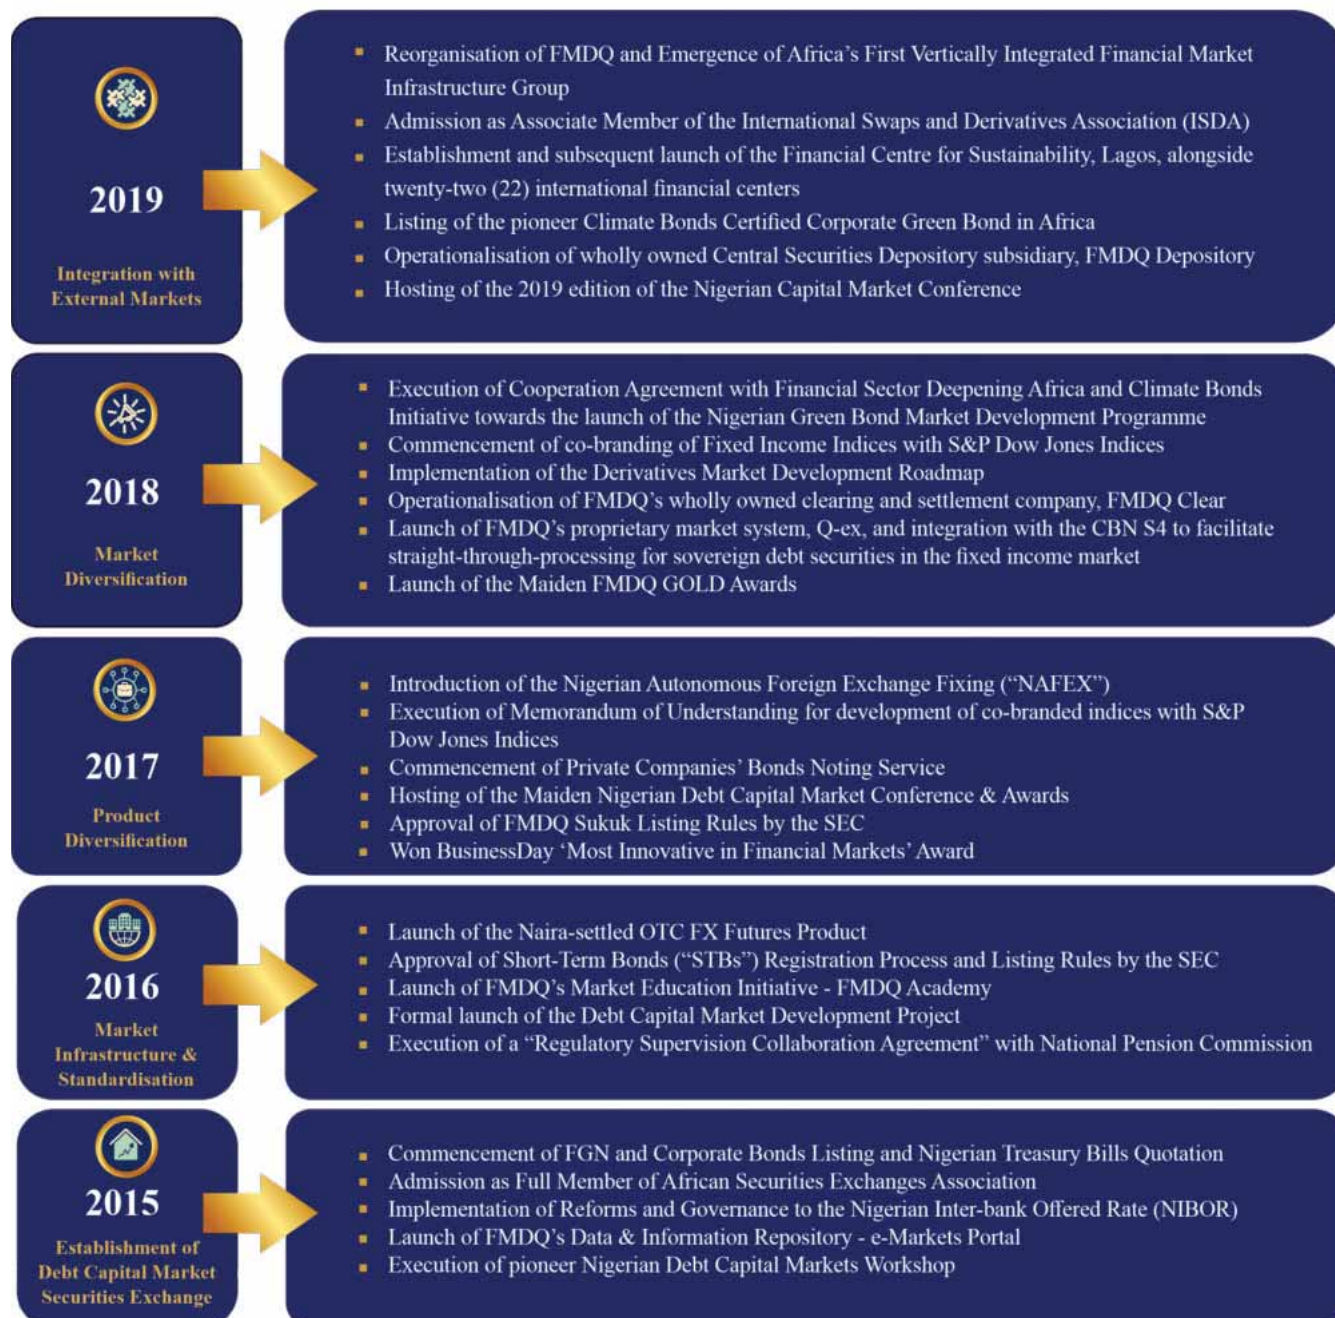 2019
Integration with
External Markets
▪ Reorganisation of FMDQ and Emergence of Africa's First Vertically Integrated Financial Market
Infrastructure Group
▪ Admission as Associate Member of the International Swaps and Derivatives Association (ISDA)
▪ Establishment and subsequent launch of the Financial Centre for Sustainability, Lagos, alongside
twenty-two (22) international financial centers
▪ Listing of the pioneer Climate Bonds Certified Corporate Green Bond in Africa
▪ Operationalisation of wholly owned Central Securities Depository subsidiary, FMDQ Depository
▪ Hosting of the 2019 edition of the Nigerian Capital Market Conference
2018
Market
Diversification
▪ Execution of Cooperation Agreement with Financial Sector Deepening Africa and Climate Bonds
Initiative towards the launch of the Nigerian Green Bond Market Development Programme
▪ Commencement of co-branding of Fixed Income Indices with S&P Dow Jones Indices
▪ Implementation of the Derivatives Market Development Roadmap
▪ Operationalisation of FMDQ's wholly owned clearing and settlement company, FMDQ Clear
▪ Launch of FMDQ's proprietary market system, Q-ex, and integration with the CBN S4 to facilitate
straight-through-processing for sovereign debt securities in the fixed income market
▪ Launch of the Maiden FMDQ GOLD Awards
2017
Product
Diversification
▪ Introduction of the Nigerian Autonomous Foreign Exchange Fixing (“NAFEX”)
▪ Execution of Memorandum of Understanding for development of co-branded indices with S&P
Dow Jones Indices
▪ Commencement of Private Companies' Bonds Noting Service
▪ Hosting of the Maiden Nigerian Debt Capital Market Conference & Awards
▪ Approval of FMDQ Sukuk Listing Rules by the SEC
▪ Won BusinessDay ‘Most Innovative in Financial Markets’ Award
2016
Market
Infrastructure &
Standardisation
▪ Launch of the Naira-settled OTC FX Futures Product
▪ Approval of Short-Term Bonds (“STBs”) Registration Process and Listing Rules by the SEC
▪ Launch of FMDQ's Market Education Initiative - FMDQ Academy
▪ Formal launch of the Debt Capital Market Development Project
▪ Execution of a “Regulatory Supervision Collaboration Agreement” with National Pension Commission
2015
Establishment of
Debt Capital Market
Securities Exchange
▪ Commencement of FGN and Corporate Bonds Listing and Nigerian Treasury Bills Quotation
▪ Admission as Full Member of African Securities Exchanges Association
▪ Implementation of Reforms and Governance to the Nigerian Inter-bank Offered Rate (NIBOR)
▪ Launch of FMDQ's Data & Information Repository - e-Markets Portal
▪ Execution of pioneer Nigerian Debt Capital Markets Workshop